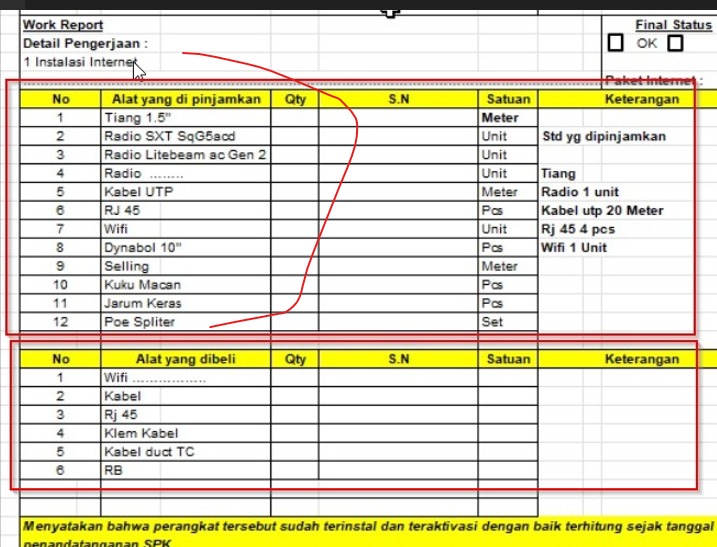 Work Report
Final Status
Detail Pengerjaan :
OK
1 Instalasi Internet
Paket Internet :
No Alat yang di pinjamkan Qty S.N Satuan Keterangan
1 Tiang 1.5" Meter
2 Radio SXT SqG5acd Unit Std yg dipinjamkan
3 Radio Litebeam ac Gen 2 Unit
4 Radio ........ Unit Tiang
5 Kabel UTP Meter Radio 1 unit
6 RJ 45 Pcs Kabel utp 20 Meter
7 Wifi Unit Rj 45 4 pcs
8 Dynabol 10" Pcs Wifi 1 Unit
9 Selling Meter
10 Kuku Macan Pcs
11 Jarum Keras Pcs
12 Poe Spliter Set
No Alat yang dibeli Qty S.N Satuan Keterangan
1 Wifi .................
2 Kabel
3 Rj 45
4 Klem Kabel
5 Kabel duct TC
6 RB
Menyatakan bahwa perangkat tersebut sudah terinstal dan teraktivasi dengan baik terhitung sejak tanggal
penandatanganan SPK